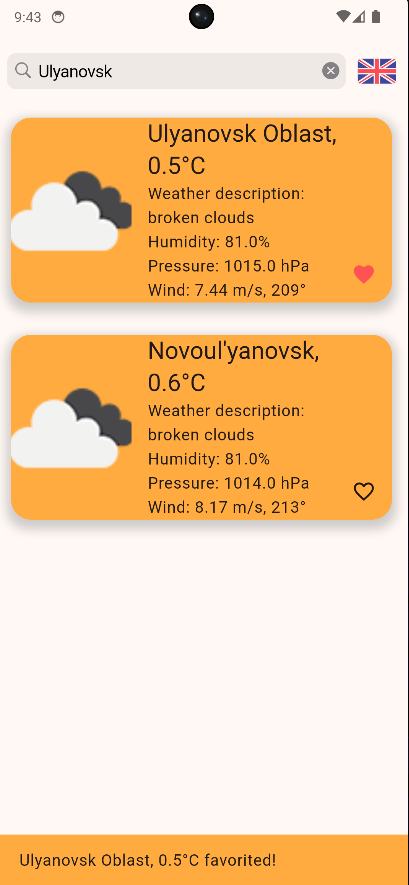 9:43
Ulyanovsk
Ulyanovsk Oblast,
0.5°C
Weather description:
broken clouds
Humidity: 81.0%
Pressure: 1015.0 hPa
Wind: 7.44 m/s, 209°
Novoul'yanovsk,
0.6°C
Weather description:
broken clouds
Humidity: 81.0%
Pressure: 1014.0 hPa
Wind: 8.17 m/s, 213°
Ulyanovsk Oblast, 0.5°C favorited!